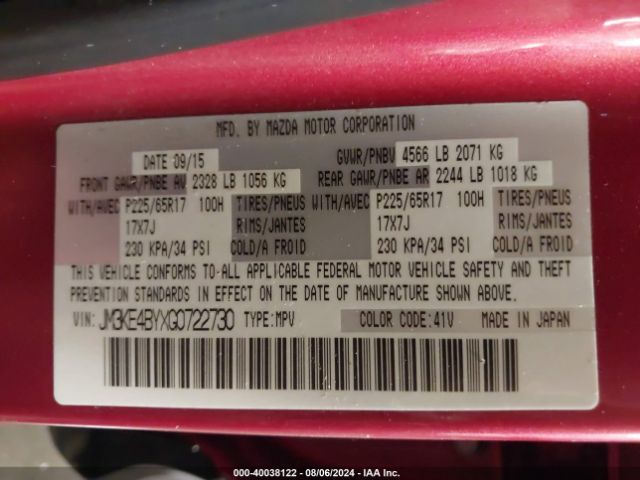 MFD. BY MAZDA MOTOR CORPORATION
DATE 09/15 GVWR/PNBV 4566 LB 2071 KG
FRONT GAWR/PNBE AV 2328 LB 1056 KG REAR GAWR/PNBE AR 2244 LB 1018 KG
WITH/AVEC P225/65R17 100H TIRES/PNEUS WITH/AVEC P225/65R17 100H TIRES/PNEUS
17X7J RIMS/JANTES 17X7J RIMS/JANTES
230 KPA/34 PSI COLD/A FROID 230 KPA/34 PSI COLD/A FROID
THIS VEHICLE CONFORMS TO ALL APPLICABLE FEDERAL MOTOR VEHICLE SAFETY AND THEFT
PREVENTION STANDARDS IN EFFECT ON THE DATE OF MANUFACTURE SHOWN ABOVE.
VIN: JM3KE4BYXG0722730 TYPE: MPV COLOR CODE: 41V MADE IN JAPAN
000-40038122 - 08/06/2024 - IAA Inc.